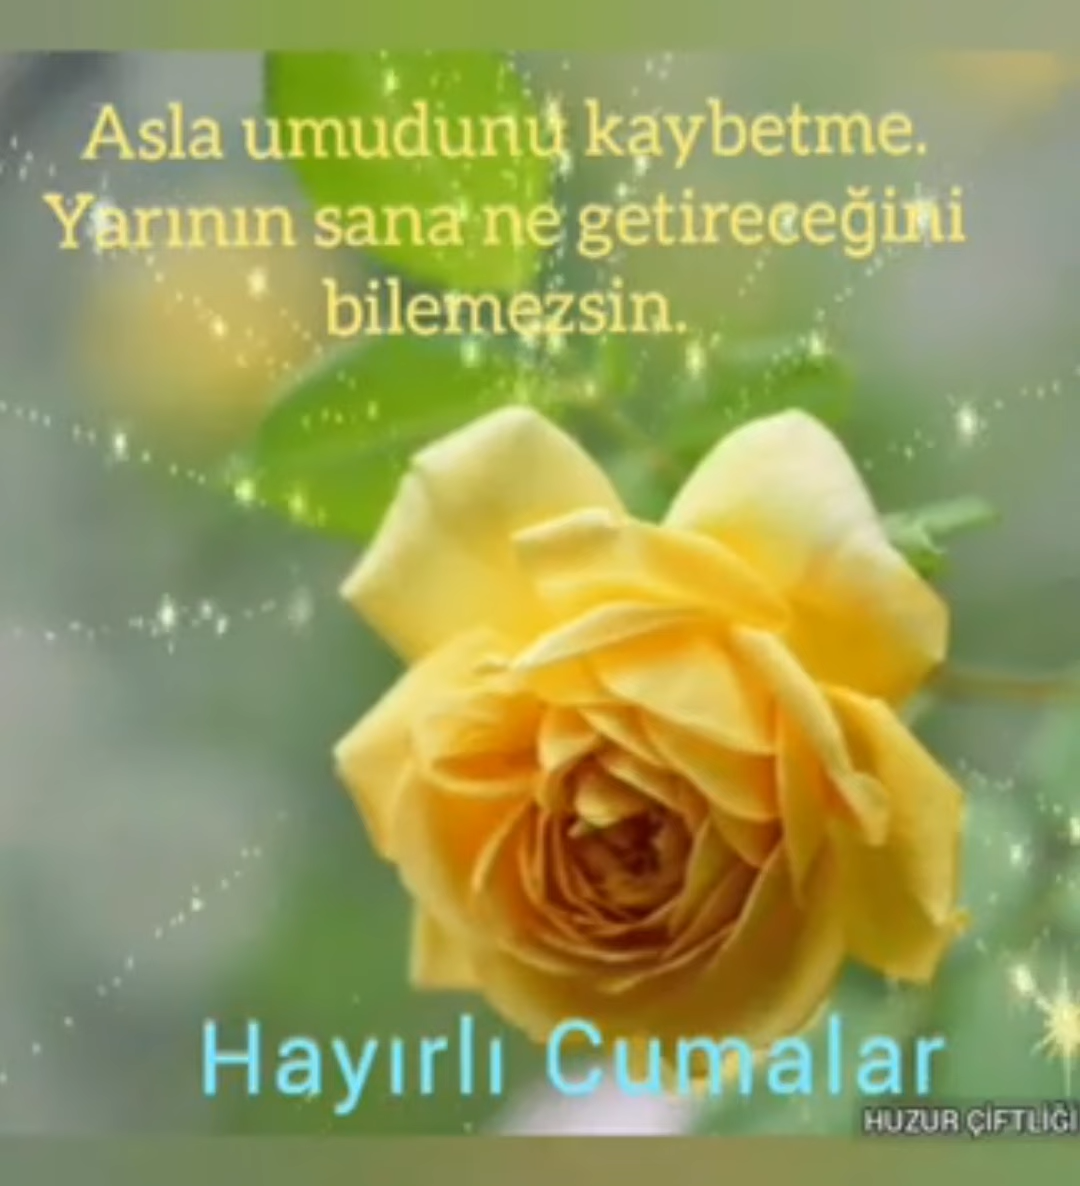 Asla umudunu kaybetme.
Yarının sana ne getireceğini
bilemezsin.
Hayırlı Cumalar
HUZUR ÇİFTLİĞİ